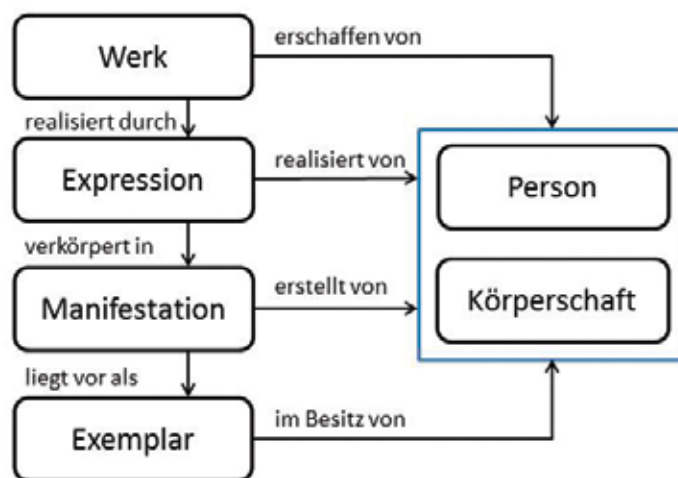 Werk
erschaffen von
realisiert durch
Expression
realisiert von
Person
verkörpert in
Manifestation
erstellt von
Körperschaft
liegt vor als
Exemplar
im Besitz von